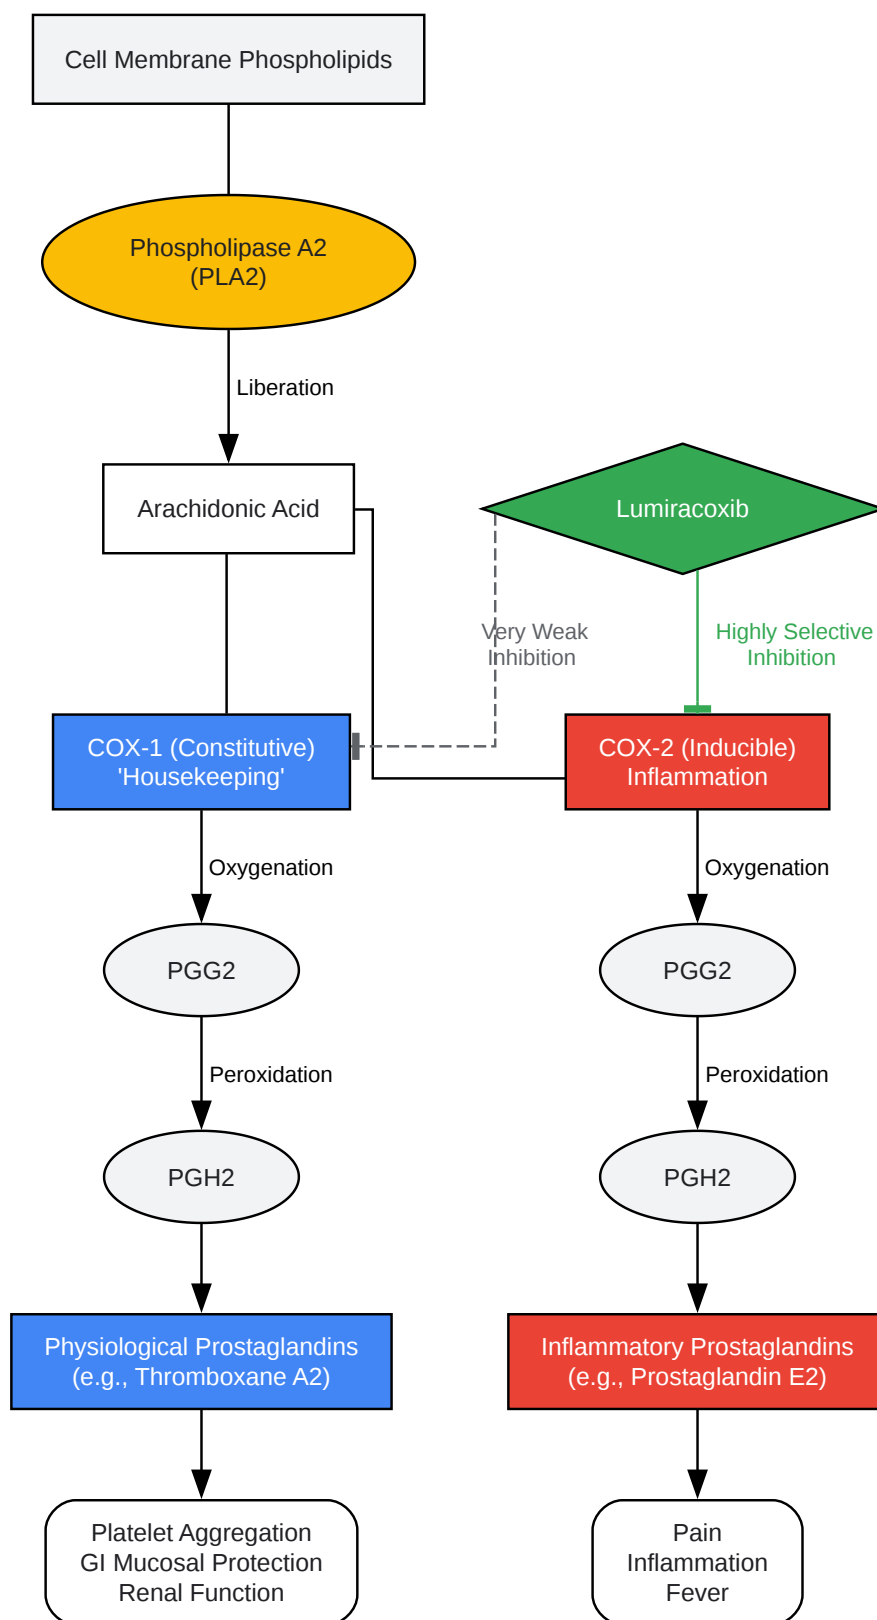 Cell Membrane Phospholipids
Phospholipase A2
(PLA2)
Liberation
Arachidonic Acid
Lumiracoxib
Very Weak
Inhibition
Highly Selective
Inhibition
COX-1 (Constitutive)
'Housekeeping'
COX-2 (Inducible)
Inflammation
Oxygenation
Oxygenation
PGG2
PGG2
Peroxidation
Peroxidation
PGH2
PGH2
Physiological Prostaglandins
(e.g., Thromboxane A2)
Inflammatory Prostaglandins
(e.g., Prostaglandin E2)
Platelet Aggregation
GI Mucosal Protection
Renal Function
Pain
Inflammation
Fever